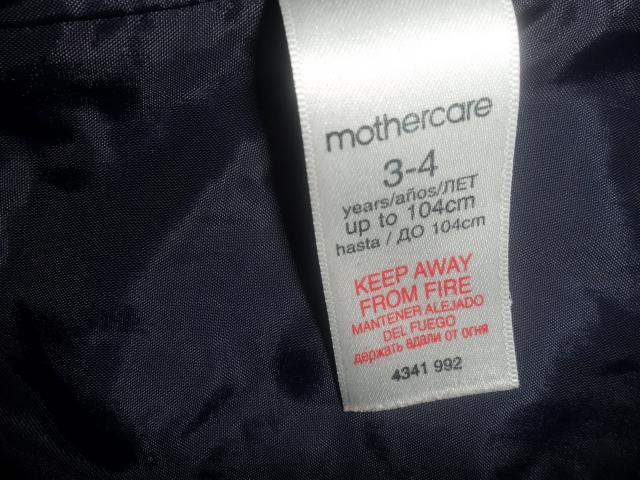 mothercare
3-4
years/años/ЛЕТ
up to 104cm
hasta / ДО 104cm
KEEP AWAY
FROM FIRE
MANTENER ALEJADO
DEL FUEGO
держать вдали от огня
4341 992